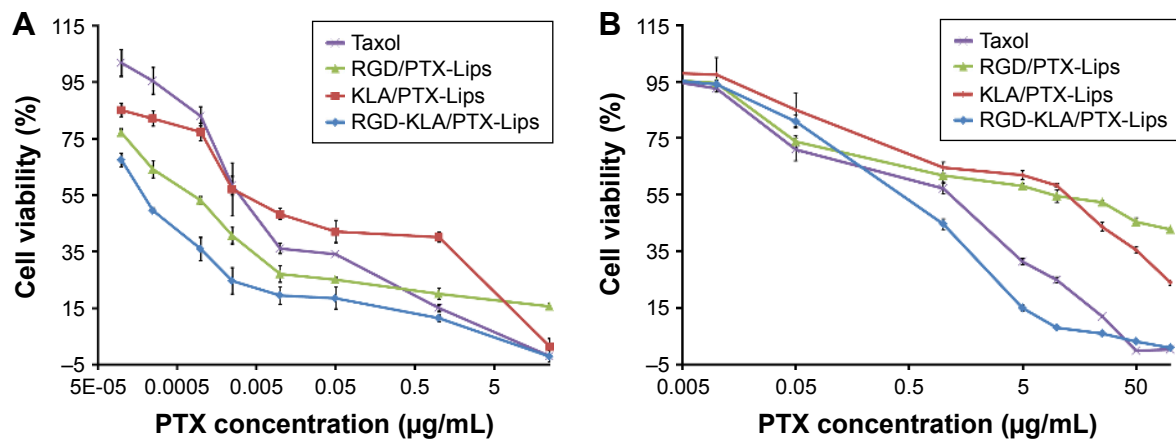 A
Cell viability (%)
115
95
75
55
35
15
–5
5E-05
0.0005
0.005
0.05
0.5
5
PTX concentration (µg/mL)
Taxol
RGD/PTX-Lips
KLA/PTX-Lips
RGD-KLA/PTX-Lips
B
Cell viability (%)
115
95
75
55
35
15
–5
0.005
0.05
0.5
5
50
PTX concentration (µg/mL)
Taxol
RGD/PTX-Lips
KLA/PTX-Lips
RGD-KLA/PTX-Lips